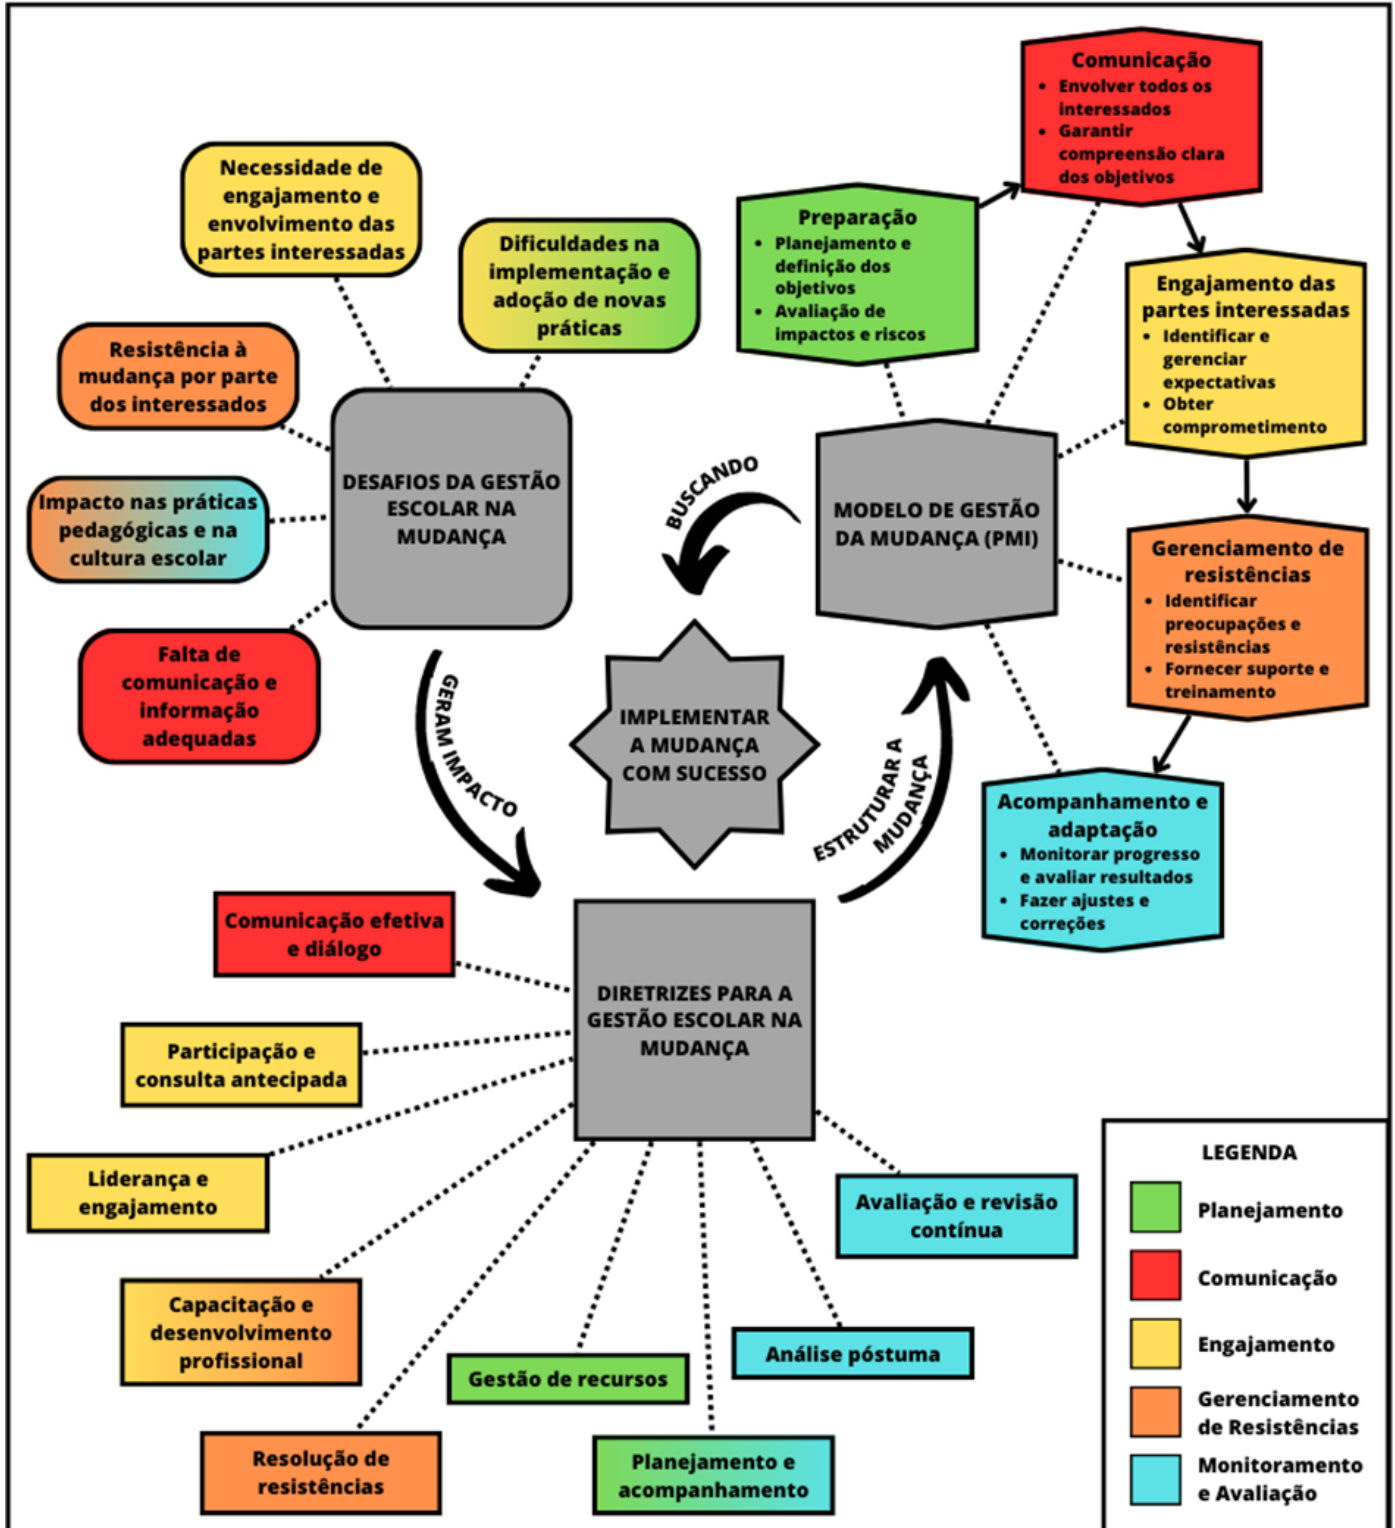 Necessidade de
engajamento e
envolvimento das
partes interessadas
Dificuldades na
implementação e
adoção de novas
práticas
Resistência à
mudança por parte
dos interessados
Impacto nas práticas
pedagógicas e na
cultura escolar
Falta de
comunicação e
informação
adequadas
DESAFIOS DA GESTÃO
ESCOLAR NA
MUDANÇA
GERAM IMPACTO
Preparação
• Planejamento e
definição dos
objetivos
• Avaliação de
impactos e riscos
Comunicação
• Envolver todos os
interessados
• Garantir
compreensão clara
dos objetivos
Engajamento das
partes interessadas
• Identificar e
gerenciar
expectativas
• Obter
comprometimento
Gerenciamento de
resistências
• Identificar
preocupações e
resistências
• Fornecer suporte e
treinamento
Acompanhamento e
adaptação
• Monitorar progresso
e avaliar resultados
• Fazer ajustes e
correções
MODELO DE GESTÃO
DA MUDANÇA (PMI)
BUSCANDO
IMPLEMENTAR
A MUDANÇA
COM SUCESSO
ESTRUTURAR A
MUDANÇA
DIRETRIZES PARA A
GESTÃO ESCOLAR NA
MUDANÇA
Comunicação efetiva
e diálogo
Participação e
consulta antecipada
Liderança e
engajamento
Capacitação e
desenvolvimento
profissional
Resolução de
resistências
Gestão de recursos
Planejamento e
acompanhamento
Análise póstuma
Avaliação e revisão
contínua
LEGENDA
Planejamento
Comunicação
Engajamento
Gerenciamento
de Resistências
Monitoramento
e Avaliação